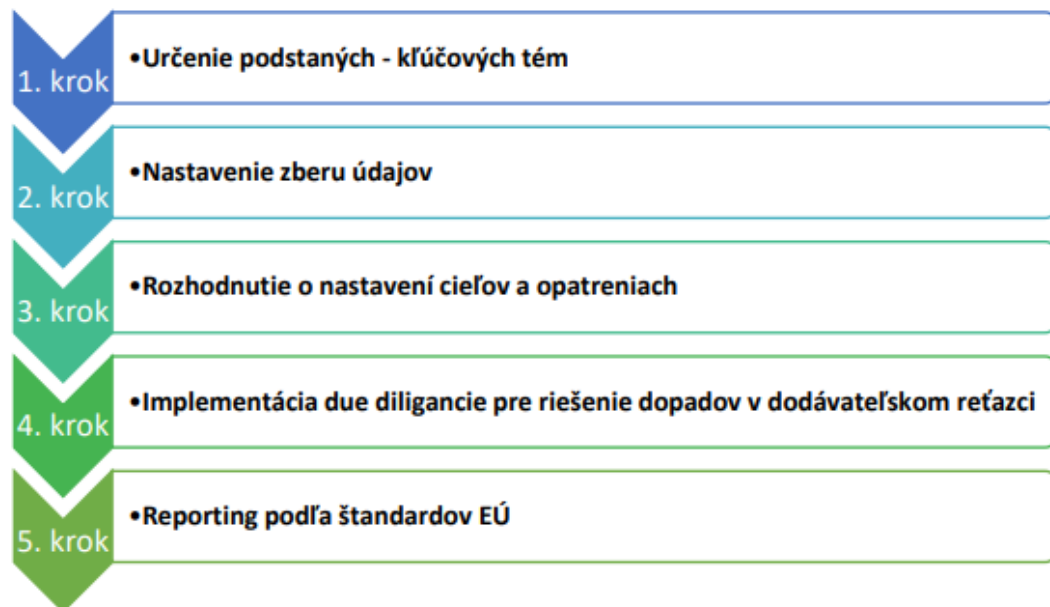 1. krok
•Určenie podstaných - kľúčových tém
2. krok
•Nastavenie zberu údajov
3. krok
•Rozhodnutie o nastavení cieľov a opatreniach
4. krok
•Implementácia due diligancie pre riešenie dopadov v dodávateľskom reťazci
5. krok
•Reporting podľa štandardov EÚ